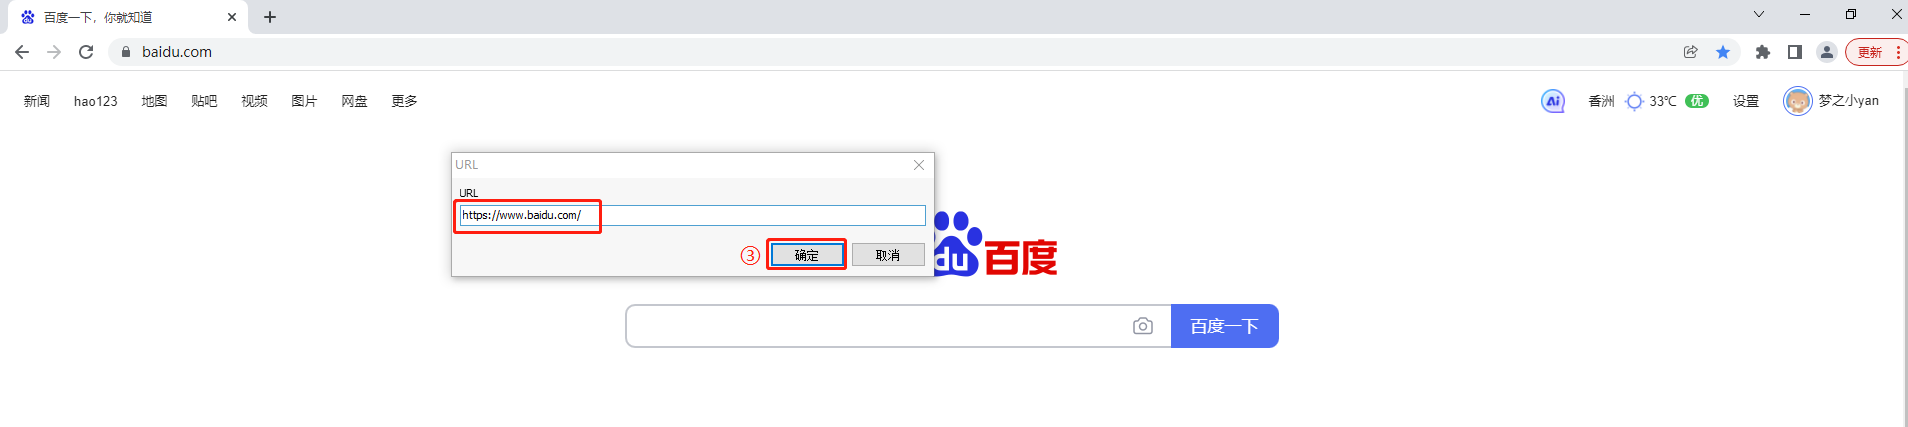 百度一下，你就知道
baidu.com
更新
新闻 hao123 地图 贴吧 视频 图片 网盘 更多
Ai 香洲 33℃ 优 设置 梦之小yan
URL
URL
https://www.baidu.com/
③ 确定 取消
du 百度
百度一下